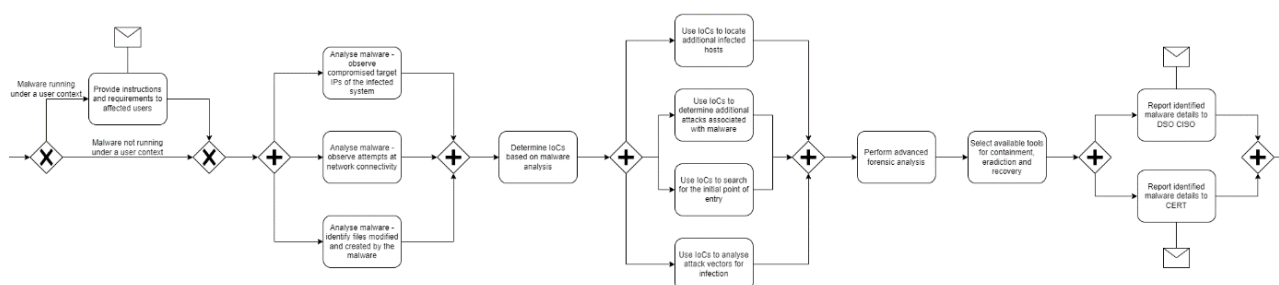 Malware running
under a user context
Provide instructions
and requirements to
affected users
Malware not running
under a user context
Analyse malware -
observe
compromised target
IPs of the infected
system
Analyse malware -
observe attempts at
network connectivity
Analyse malware -
identify files modified
and created by the
malware
Determine IoCs
based on malware
analysis
Use IoCs to locate
additional infected
hosts
Use IoCs to
determine additional
attacks associated
with malware
Use IoCs to search
for the initial point of
entry
Use IoCs to analyse
attack vectors for
infection
Perform advanced
forensic analysis
Select available tools
for containment,
eradiction and
recovery
Report identified
malware details to
DSO CISO
Report identified
malware details to
CERT